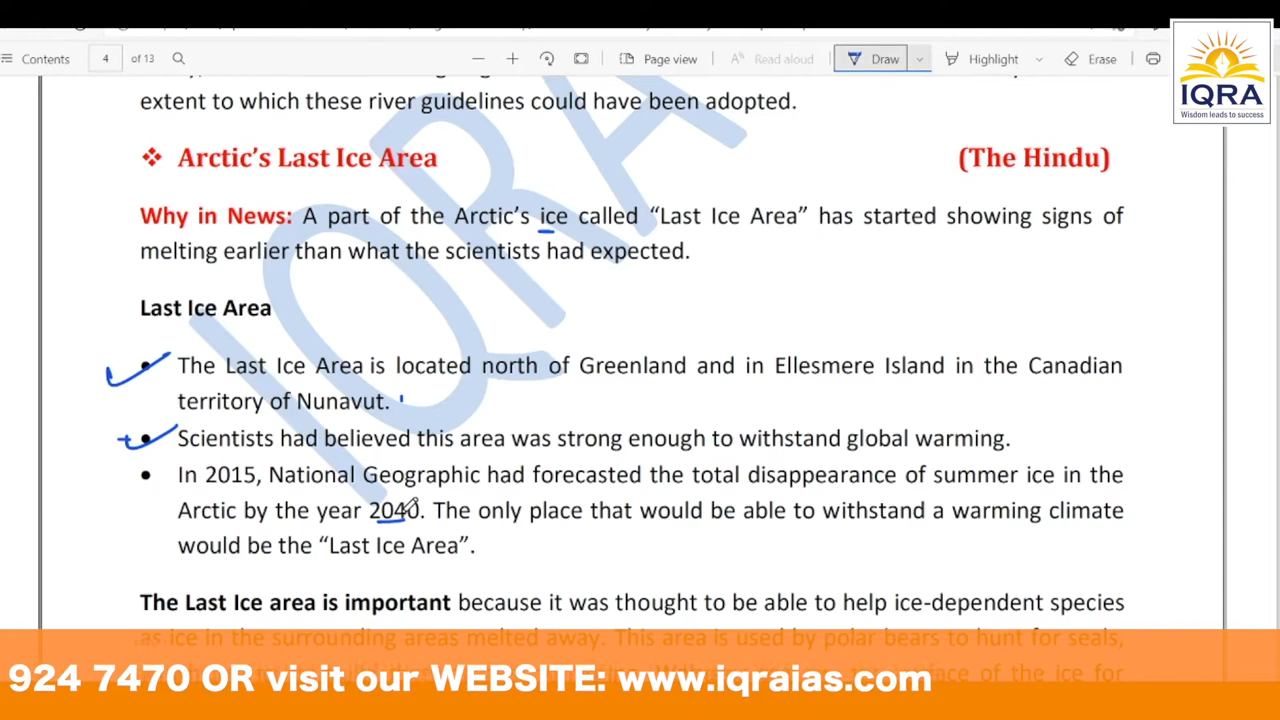 Contents 4 of 13 Page view Read aloud Draw Highlight Erase
IQRA
Wisdom leads to success
extent to which these river guidelines could have been adopted.
❖ Arctic's Last Ice Area (The Hindu)
Why in News: A part of the Arctic's ice called “Last Ice Area” has started showing signs of
melting earlier than what the scientists had expected.
Last Ice Area
• The Last Ice Area is located north of Greenland and in Ellesmere Island in the Canadian
territory of Nunavut.
• Scientists had believed this area was strong enough to withstand global warming.
• In 2015, National Geographic had forecasted the total disappearance of summer ice in the
Arctic by the year 2040. The only place that would be able to withstand a warming climate
would be the “Last Ice Area”.
The Last Ice area is important because it was thought to be able to help ice-dependent species
as ice in the surrounding areas melted away. This area is used by polar bears to hunt for seals,
of the ice for
924 7470 OR visit our WEBSITE: www.iqraias.com
IQRA